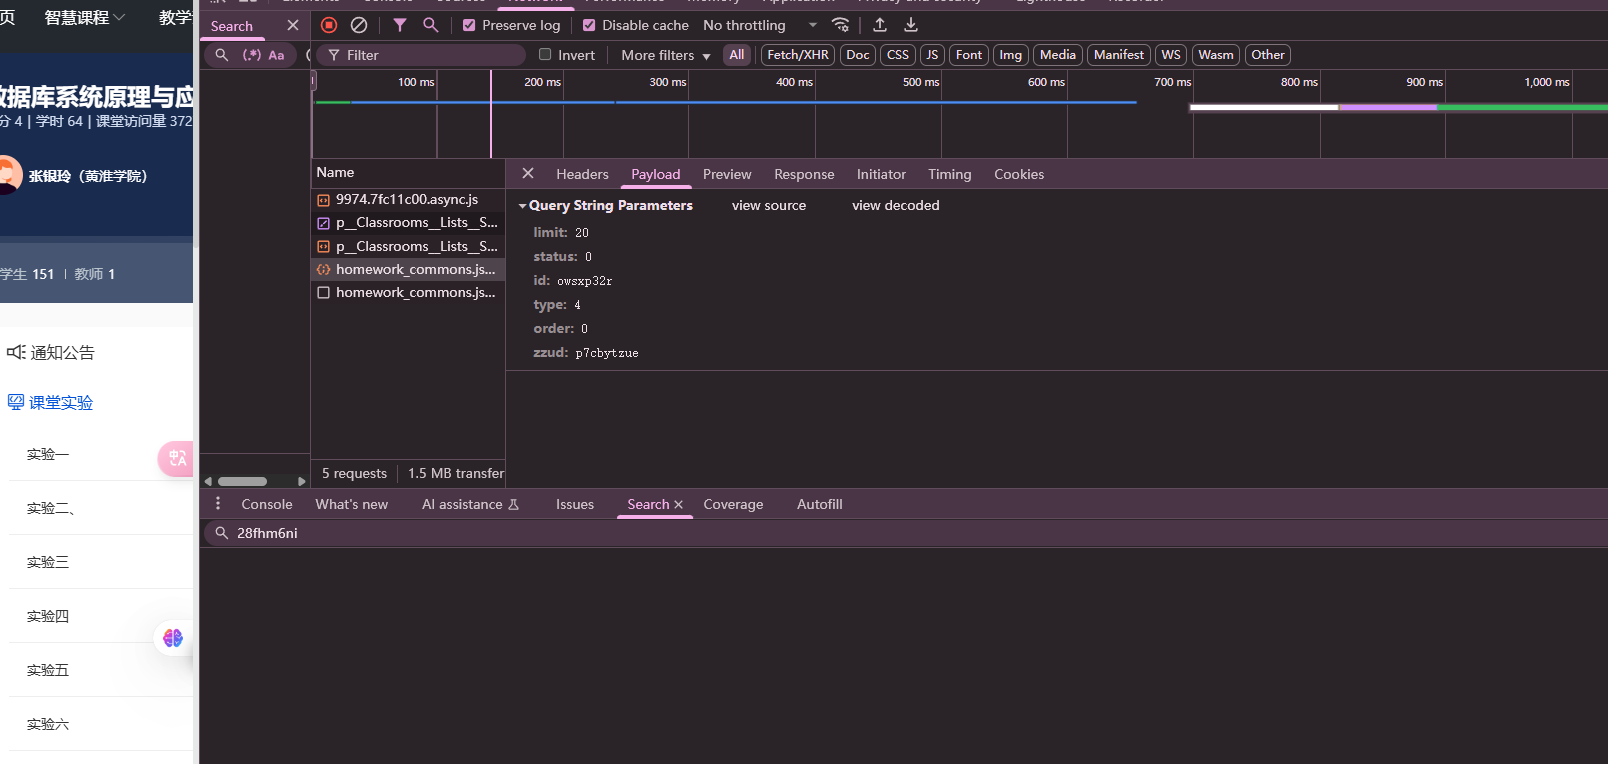 页 智慧课程 教学
数据库系统原理与应
分 4 | 学时 64 | 课堂访问量 372
张银玲（黄淮学院）
学生 151 | 教师 1
通知公告
课堂实验
实验一
实验二、
实验三
实验四
实验五
实验六
Search
Preserve log
Disable cache
No throttling
(.*) Aa
Filter
Invert
More filters
All
Fetch/XHR
Doc
CSS
JS
Font
Img
Media
Manifest
WS
Wasm
Other
100 ms
200 ms
300 ms
400 ms
500 ms
600 ms
700 ms
800 ms
900 ms
1,000 ms
Name
9974.7fc11c00.async.js
p__Classrooms__Lists__S...
p__Classrooms__Lists__S...
homework_commons.js...
homework_commons.js...
5 requests
1.5 MB transfer
Headers
Payload
Preview
Response
Initiator
Timing
Cookies
Query String Parameters
view source
view decoded
limit: 20
status: 0
id: owsxp32r
type: 4
order: 0
zzud: p7cbytzue
Console
What's new
AI assistance
Issues
Search
Coverage
Autofill
28fhm6ni